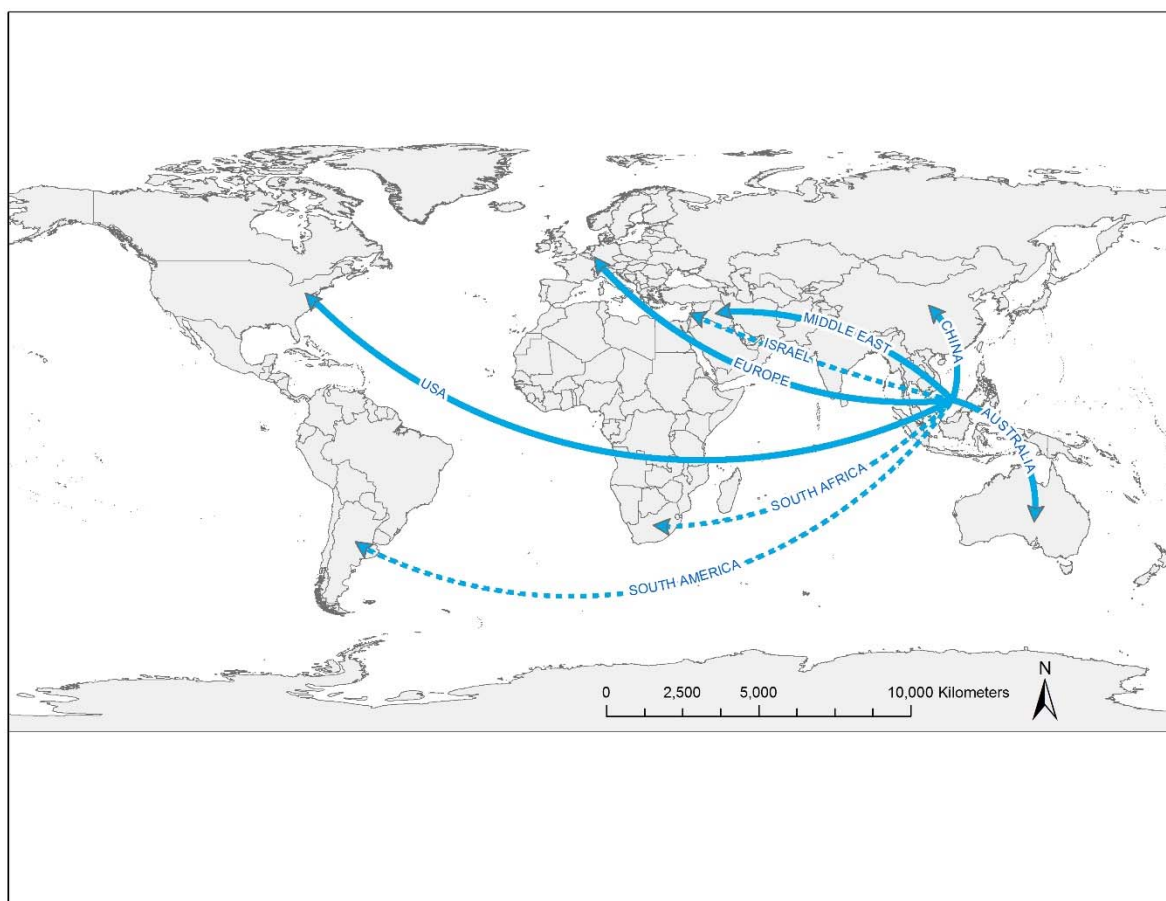 MIDDLE EAST
CHINA
ISRAEL
EUROPE
USA
AUSTRALIA
SOUTH AFRICA
SOUTH AMERICA
N
0 2,500 5,000 10,000 Kilometers